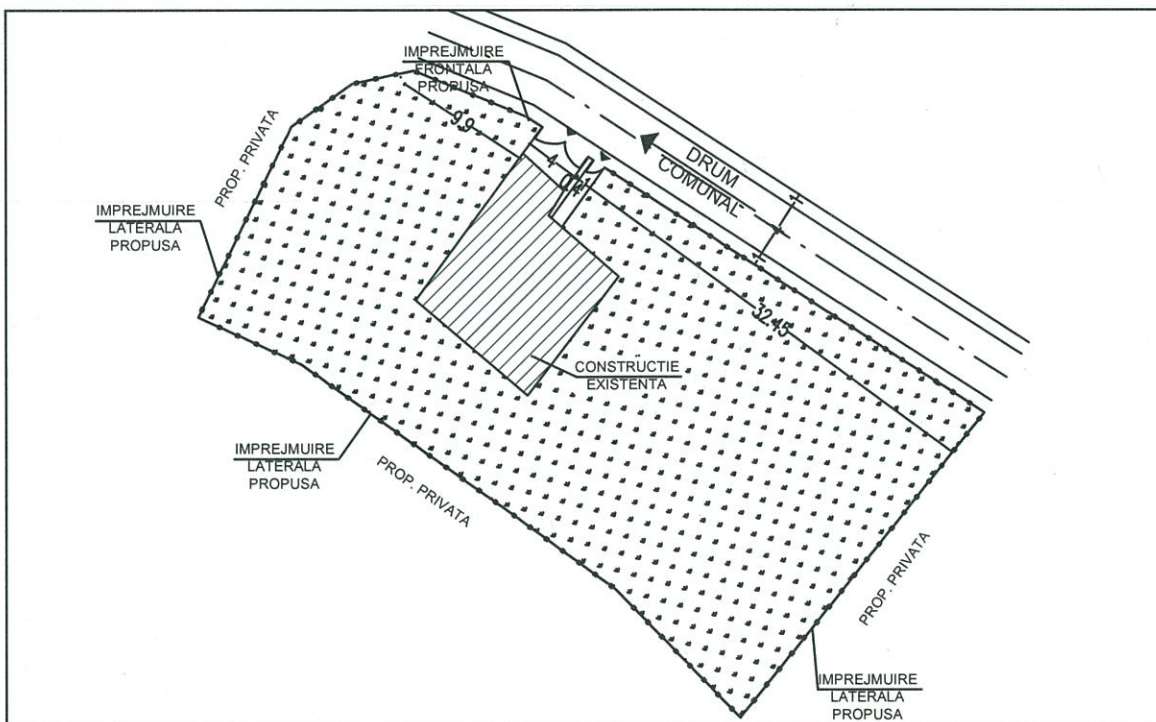 IMPREJMUIRE
FRONTALA
PROPUSA
9.9
4
DRUM
COMUNAL
PROP. PRIVATA
IMPREJMUIRE
LATERALA
PROPUSA
32.45
CONSTRUCTIE
EXISTENTA
IMPREJMUIRE
LATERALA
PROPUSA
PROP. PRIVATA
PROP. PRIVATA
IMPREJMUIRE
LATERALA
PROPUSA